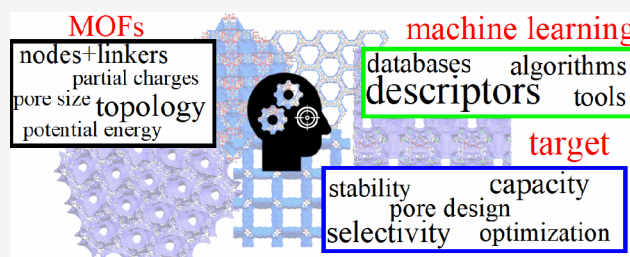 MOFs
nodes+linkers
partial charges
pore size topology
potential energy
machine learning
databases algorithms
descriptors tools
target
stability capacity
pore design
selectivity optimization